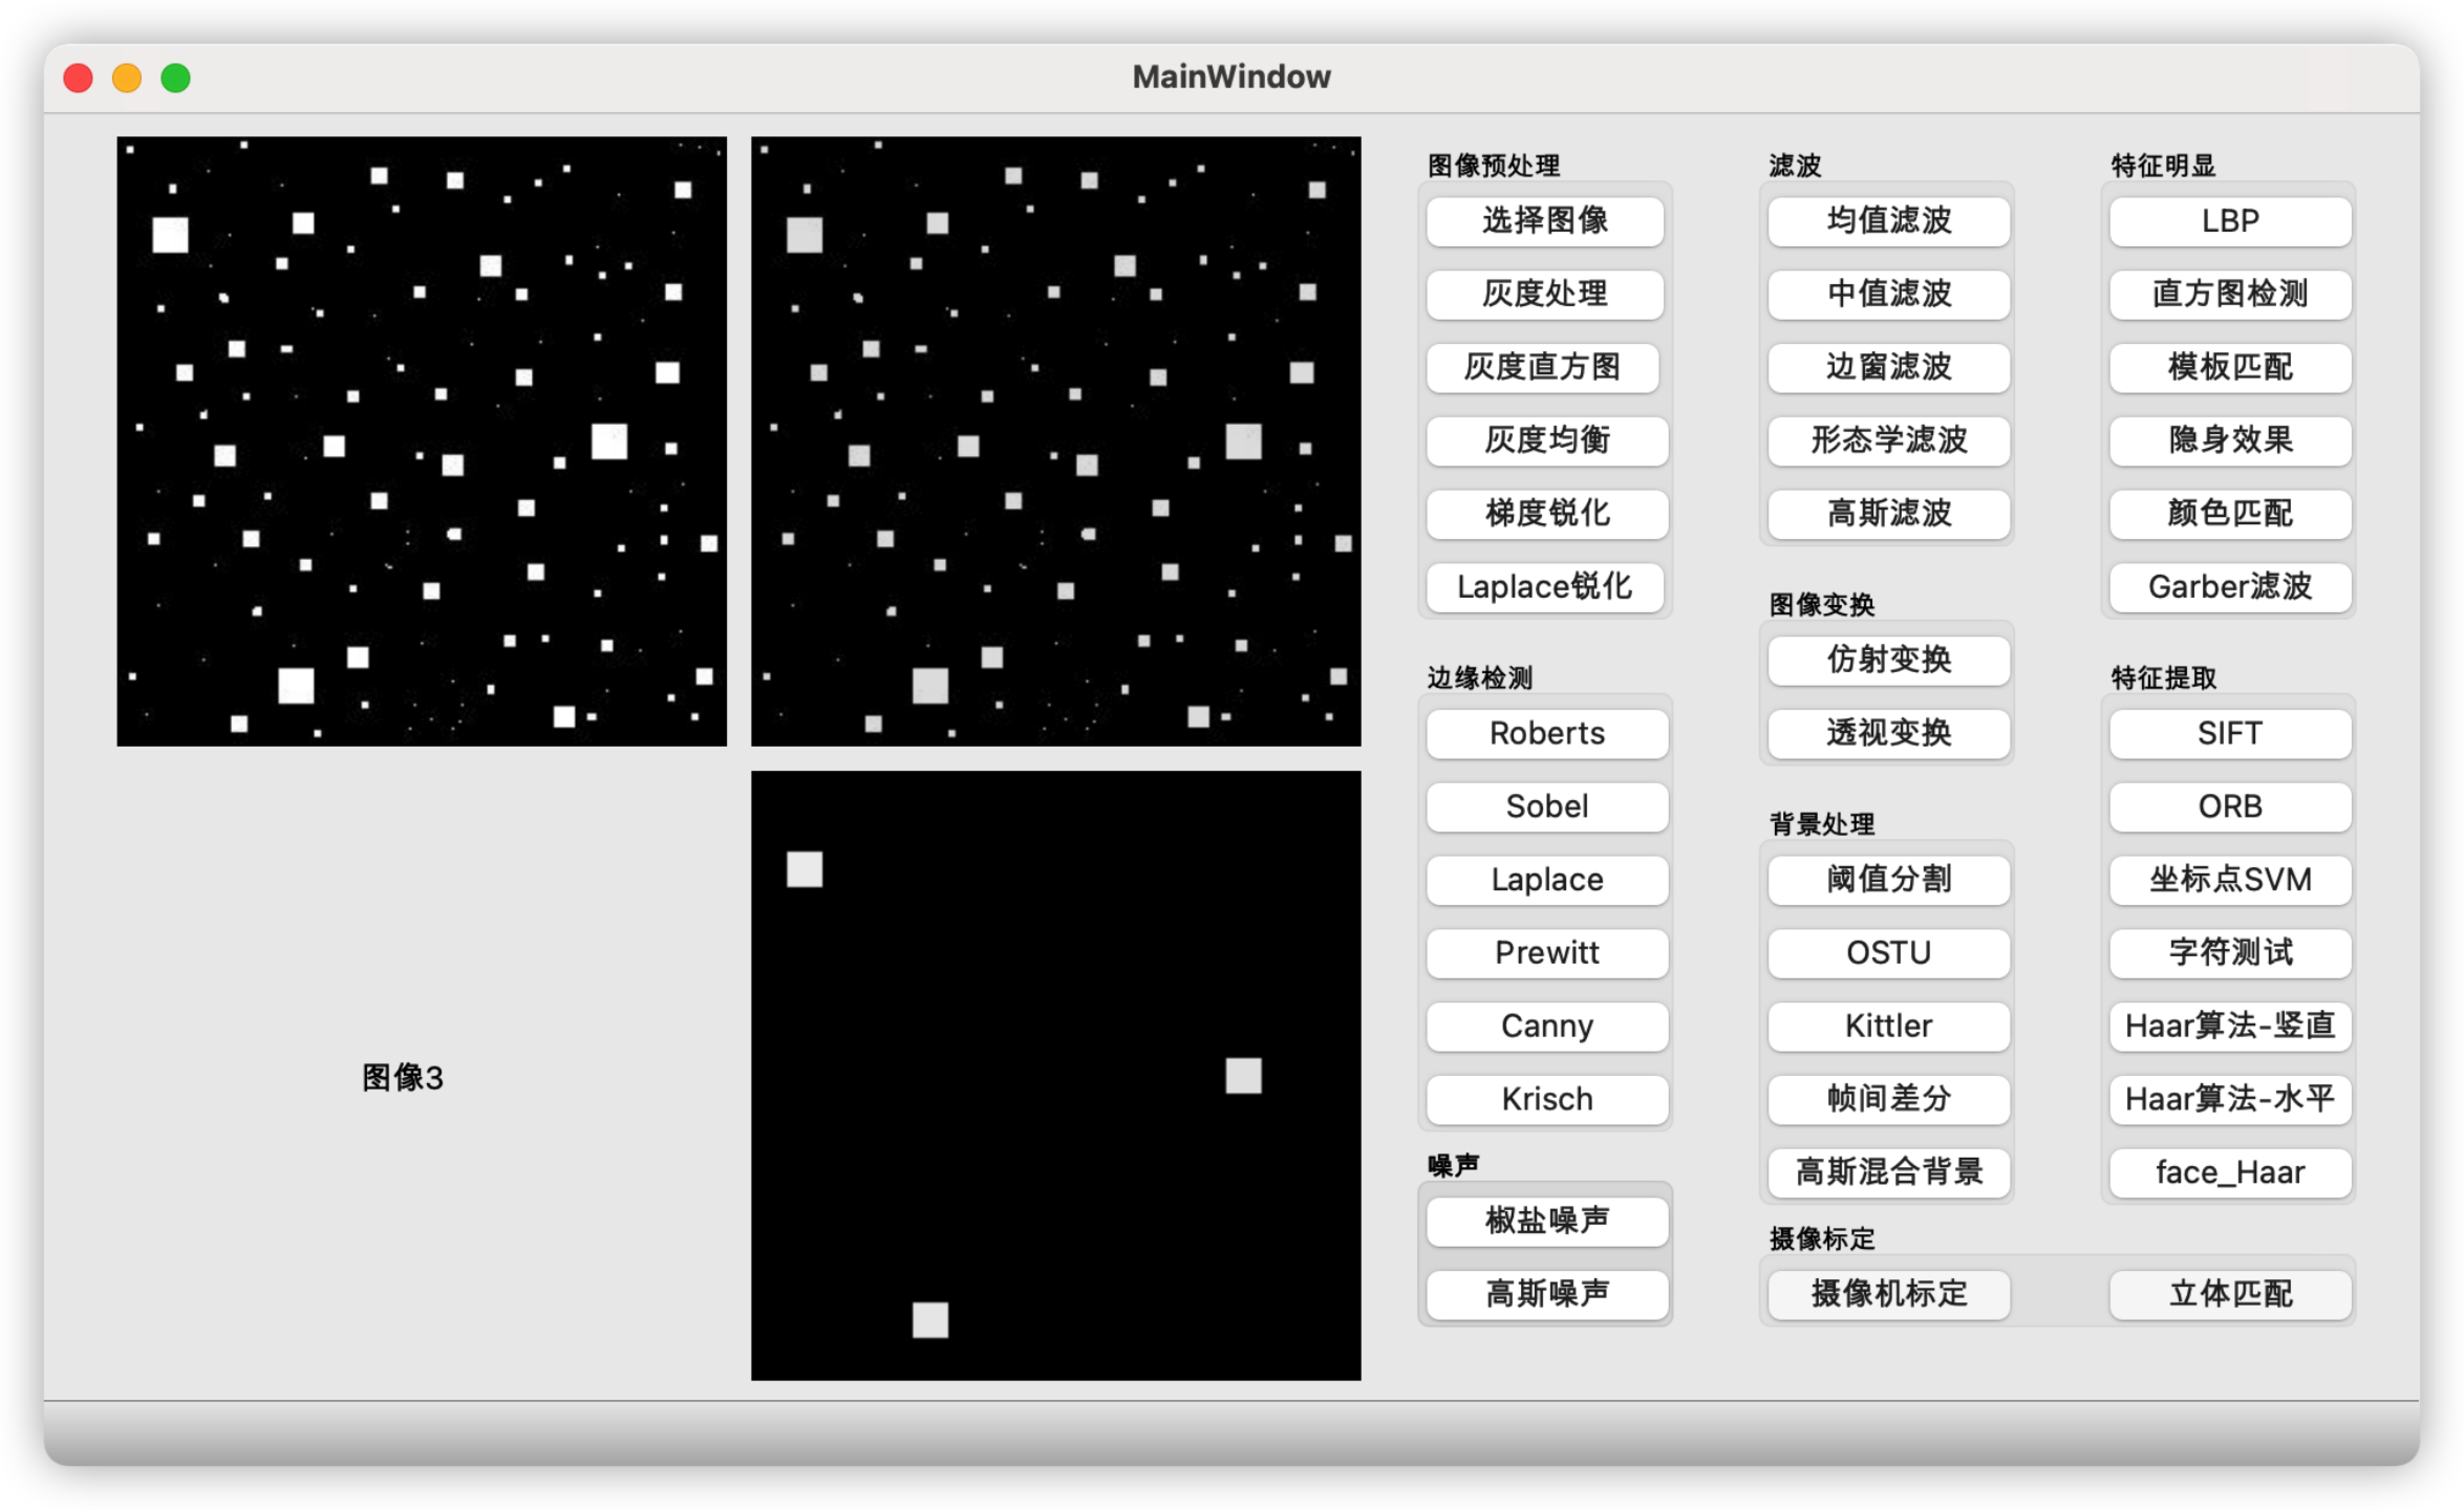 MainWindow
图像预处理
选择图像
灰度处理
灰度直方图
灰度均衡
梯度锐化
Laplace锐化
边缘检测
Roberts
Sobel
Laplace
Prewitt
Canny
Krisch
噪声
椒盐噪声
高斯噪声
滤波
均值滤波
中值滤波
边窗滤波
形态学滤波
高斯滤波
图像变换
仿射变换
透视变换
背景处理
阈值分割
OSTU
Kittler
帧间差分
高斯混合背景
特征明显
LBP
直方图检测
模板匹配
隐身效果
颜色匹配
Garber滤波
特征提取
SIFT
ORB
坐标点SVM
字符测试
Haar算法-竖直
Haar算法-水平
face_Haar
摄像标定
摄像机标定
立体匹配
图像3